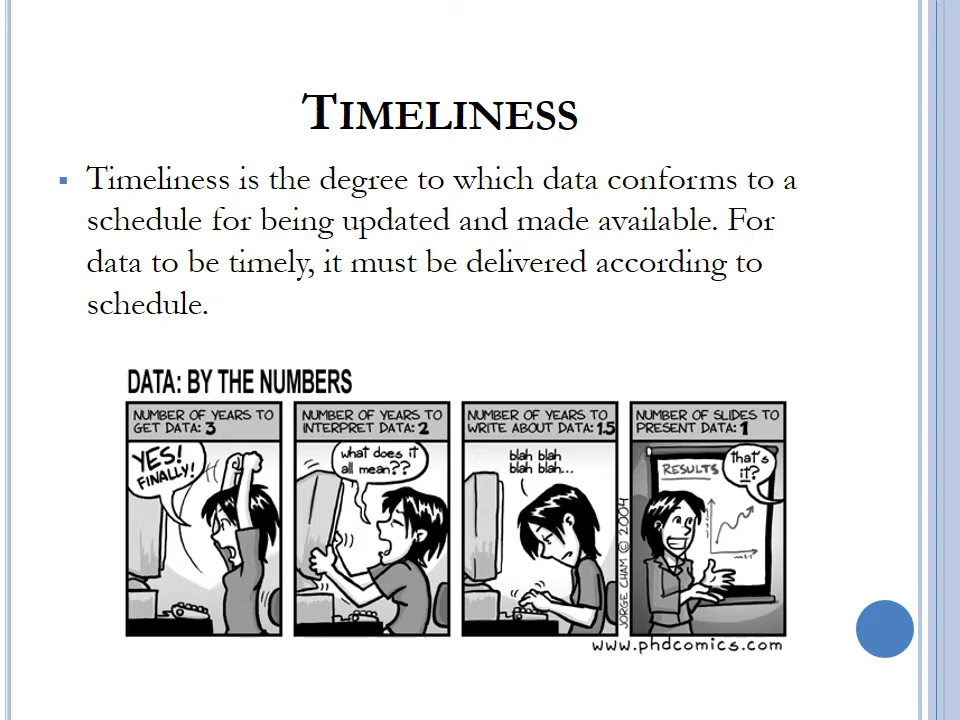 TIMELINESS
▪ Timeliness is the degree to which data conforms to a
schedule for being updated and made available. For
data to be timely, it must be delivered according to
schedule.
DATA: BY THE NUMBERS
NUMBER OF YEARS TO
GET DATA: 3
YES!
FINALLY!
NUMBER OF YEARS TO
INTERPRET DATA: 2
what does it
all mean??
NUMBER OF YEARS TO
WRITE ABOUT DATA: 1.5
blah blah
blah blah...
NUMBER OF SLIDES TO
PRESENT DATA: 1
RESULTS
that's
it?
JORGE CHAM © 2004
www.phdcomics.com